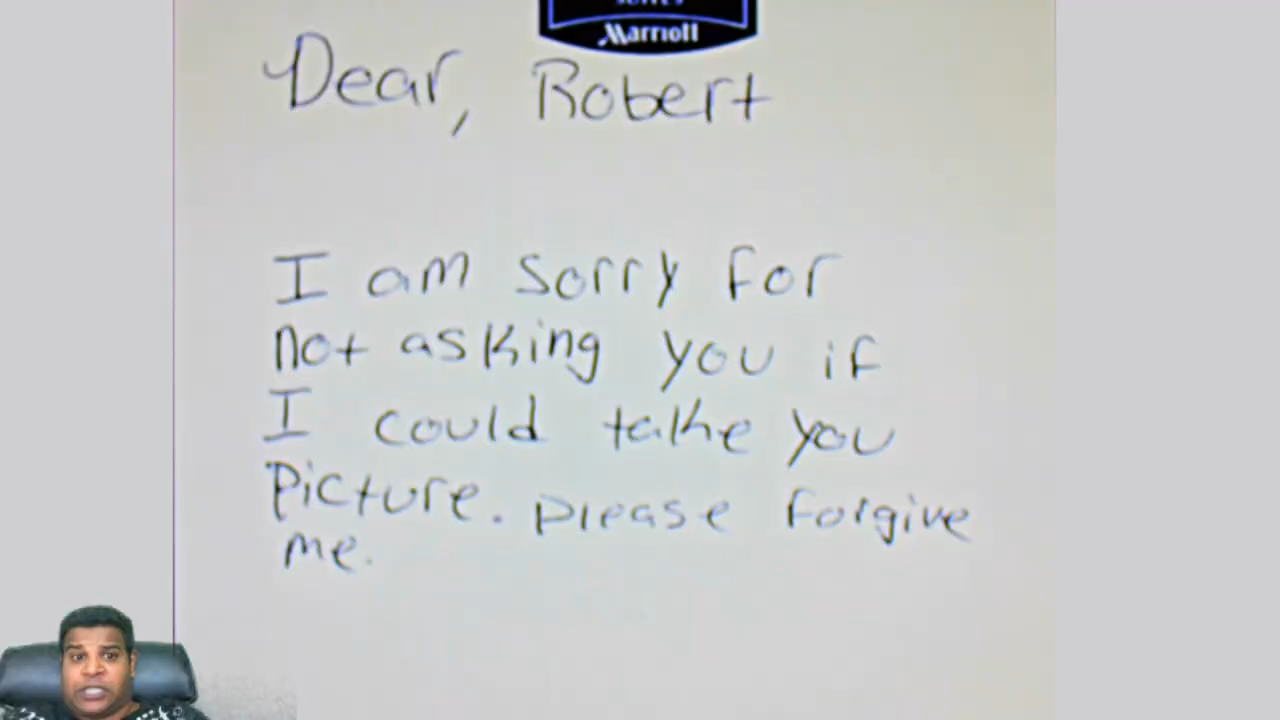 Marriott
Dear, Robert
I am sorry for
not asking you if
I could take you
Picture. please forgive
me.